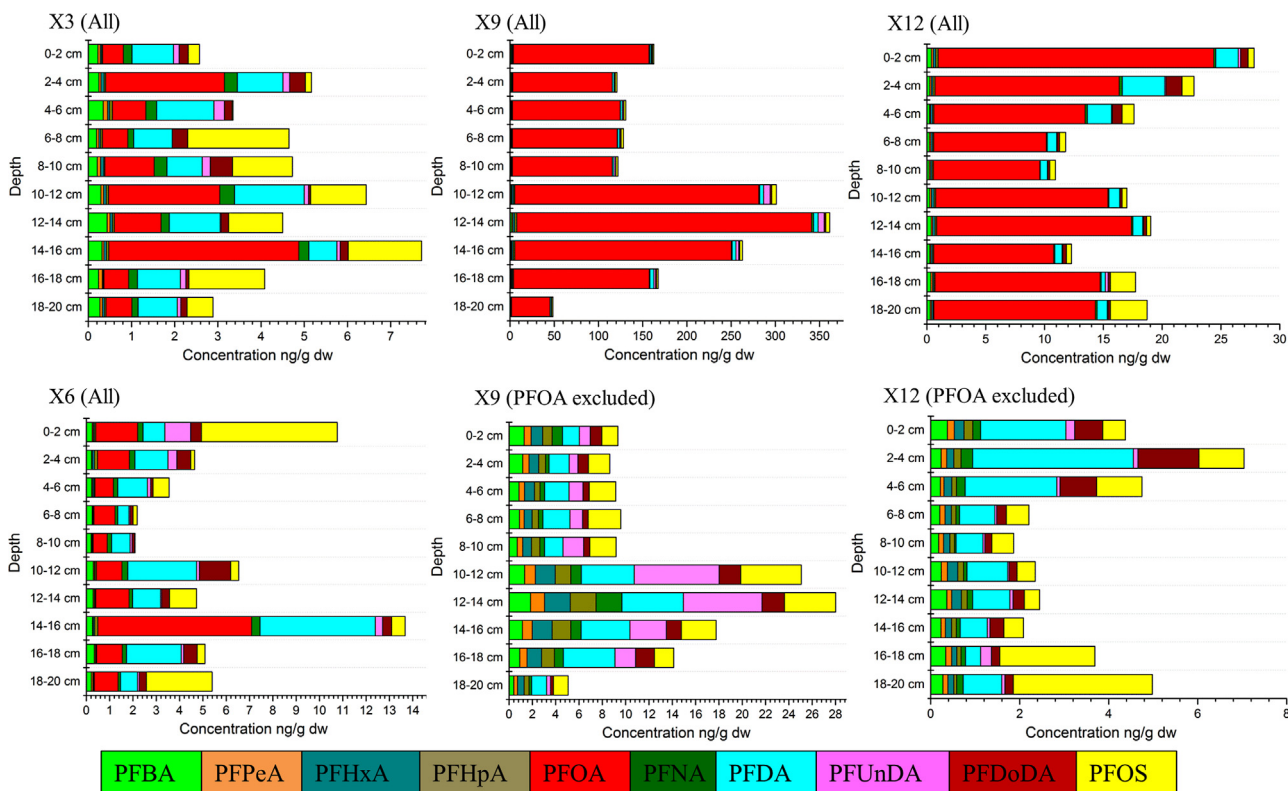 X3 (All)
Depth
0-2 cm
2-4 cm
4-6 cm
6-8 cm
8-10 cm
10-12 cm
12-14 cm
14-16 cm
16-18 cm
18-20 cm
0 1 2 3 4 5 6 7
Concentration ng/g dw
X9 (All)
Depth
0-2 cm
2-4 cm
4-6 cm
6-8 cm
8-10 cm
10-12 cm
12-14 cm
14-16 cm
16-18 cm
18-20 cm
0 50 100 150 200 250 300 350
Concentration ng/g dw
X12 (All)
Depth
0-2 cm
2-4 cm
4-6 cm
6-8 cm
8-10 cm
10-12 cm
12-14 cm
14-16 cm
16-18 cm
18-20 cm
0 5 10 15 20 25 30
Concentration ng/g dw
X6 (All)
Depth
0-2 cm
2-4 cm
4-6 cm
6-8 cm
8-10 cm
10-12 cm
12-14 cm
14-16 cm
16-18 cm
18-20 cm
0 1 2 3 4 5 6 7 8 9 10 11 12 13 14
Concentration ng/g dw
X9 (PFOA excluded)
Depth
0-2 cm
2-4 cm
4-6 cm
6-8 cm
8-10 cm
10-12 cm
12-14 cm
14-16 cm
16-18 cm
18-20 cm
0 2 4 6 8 10 12 14 16 18 20 22 24 26 28
Concentration ng/g dw
X12 (PFOA excluded)
Depth
0-2 cm
2-4 cm
4-6 cm
6-8 cm
8-10 cm
10-12 cm
12-14 cm
14-16 cm
16-18 cm
18-20 cm
0 2 4 6 8
Concentration ng/g dw
PFBA PFPeA PFHxA PFHpA PFOA PFNA PFDA PFUnDA PFDoDA PFOS